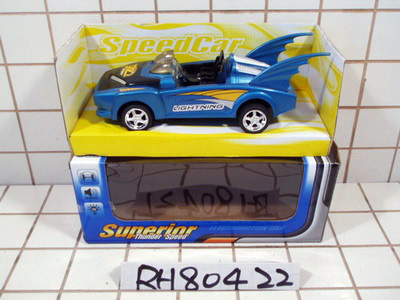 SpeedCar
LIGHTNING
Superior
Thunder Speed
RH80422